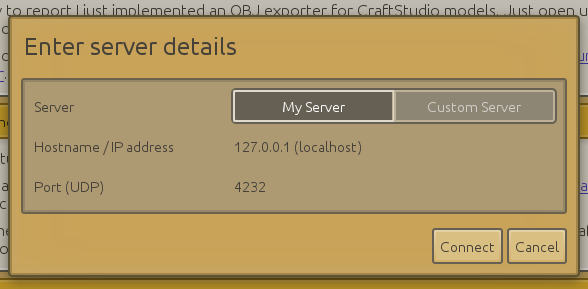 to report I just implemented an OBJ exporter for CraftStudio models. Just open u
Enter server details
Server
My Server
Custom Server
Hostname / IP address
127.0.0.1 (localhost)
Port (UDP)
4232
Connect
Cancel